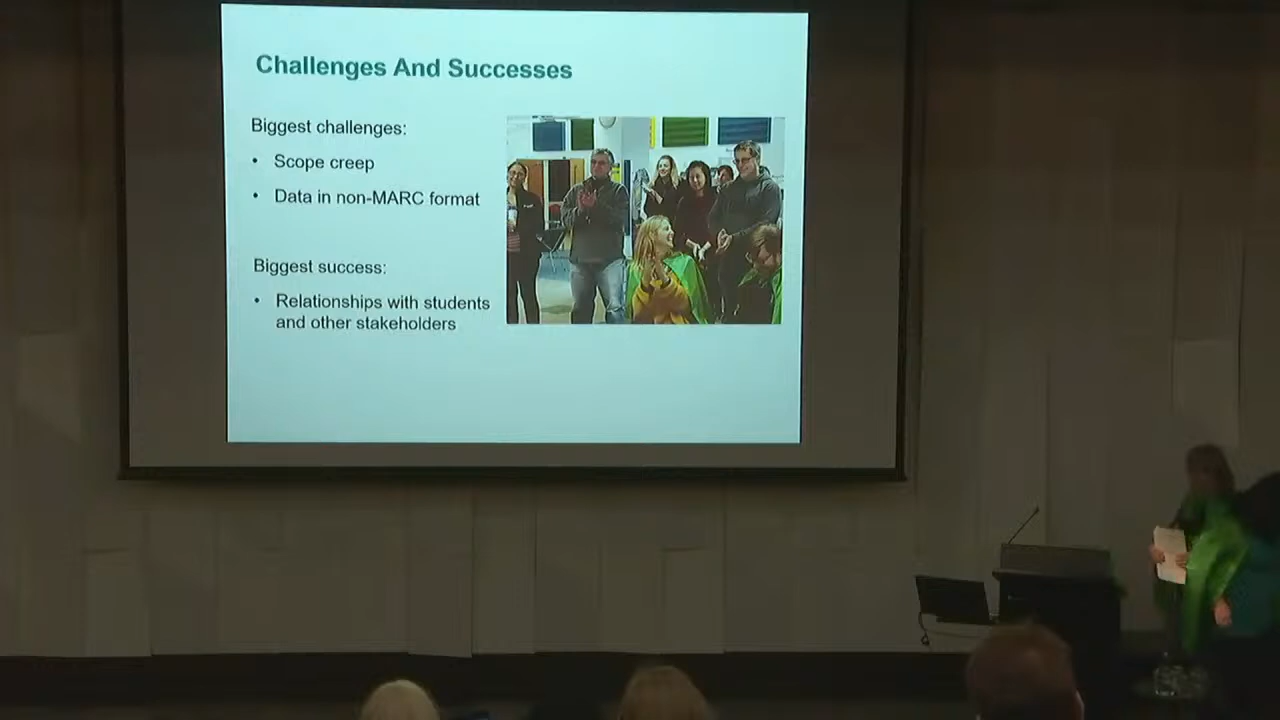 Challenges And Successes
Biggest challenges:
• Scope creep
• Data in non-MARC format
Biggest success:
• Relationships with students
and other stakeholders